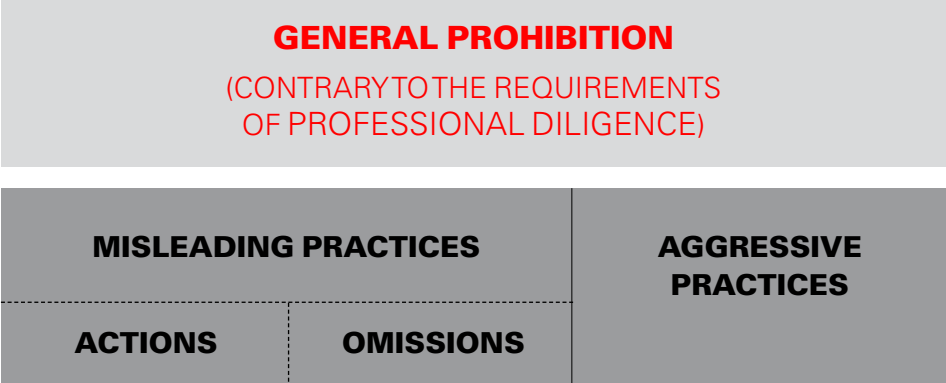 GENERAL PROHIBITION
(CONTRARY TO THE REQUIREMENTS
OF PROFESSIONAL DILIGENCE)
MISLEADING PRACTICES
AGGRESSIVE
PRACTICES
ACTIONS
OMISSIONS